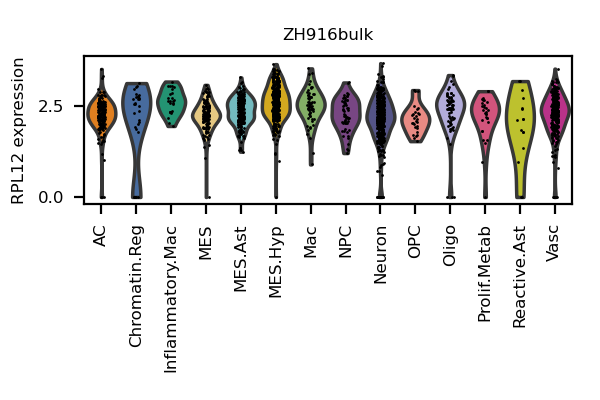 ZH916bulk
RPL12 expression
2.5
0.0
AC
Chromatin.Reg
Inflammatory.Mac
MES
MES.Ast
MES.Hyp
Mac
NPC
Neuron
OPC
Oligo
Prolif.Metab
Reactive.Ast
Vasc